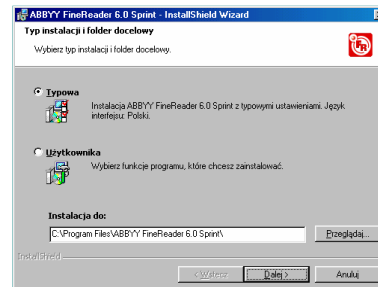 ABBYY FineReader 6.0 Sprint - InstallShield Wizard
Typ instalacji i folder docelowy
Wybierz typ instalacji i folder docelowy.
Typowa
Instalacja ABBYY FineReader 6.0 Sprint z typowymi ustawieniami. Język
interfejsu: Polski.
Użytkownika
Wybierz funkcje programu, które chcesz zainstalować.
Instalacja do:
C:\Program Files\ABBYY FineReader 6.0 Sprint\
Przeglądaj...
InstallShield
< Wstecz
Dalej >
Anuluj